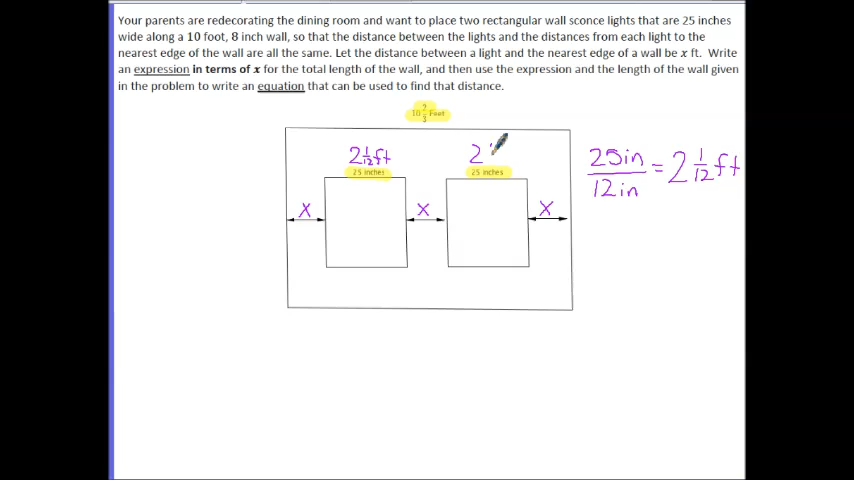 Your parents are redecorating the dining room and want to place two rectangular wall sconce lights that are 25 inches
wide along a 10 foot, 8 inch wall, so that the distance between the lights and the distances from each light to the
nearest edge of the wall are all the same. Let the distance between a light and the nearest edge of a wall be x ft. Write
an expression in terms of x for the total length of the wall, and then use the expression and the length of the wall given
in the problem to write an equation that can be used to find that distance.
10 2/3 Feet
2 1/12 ft 2
25 inches 25 inches
25in/12in = 2 1/12 ft
x x x